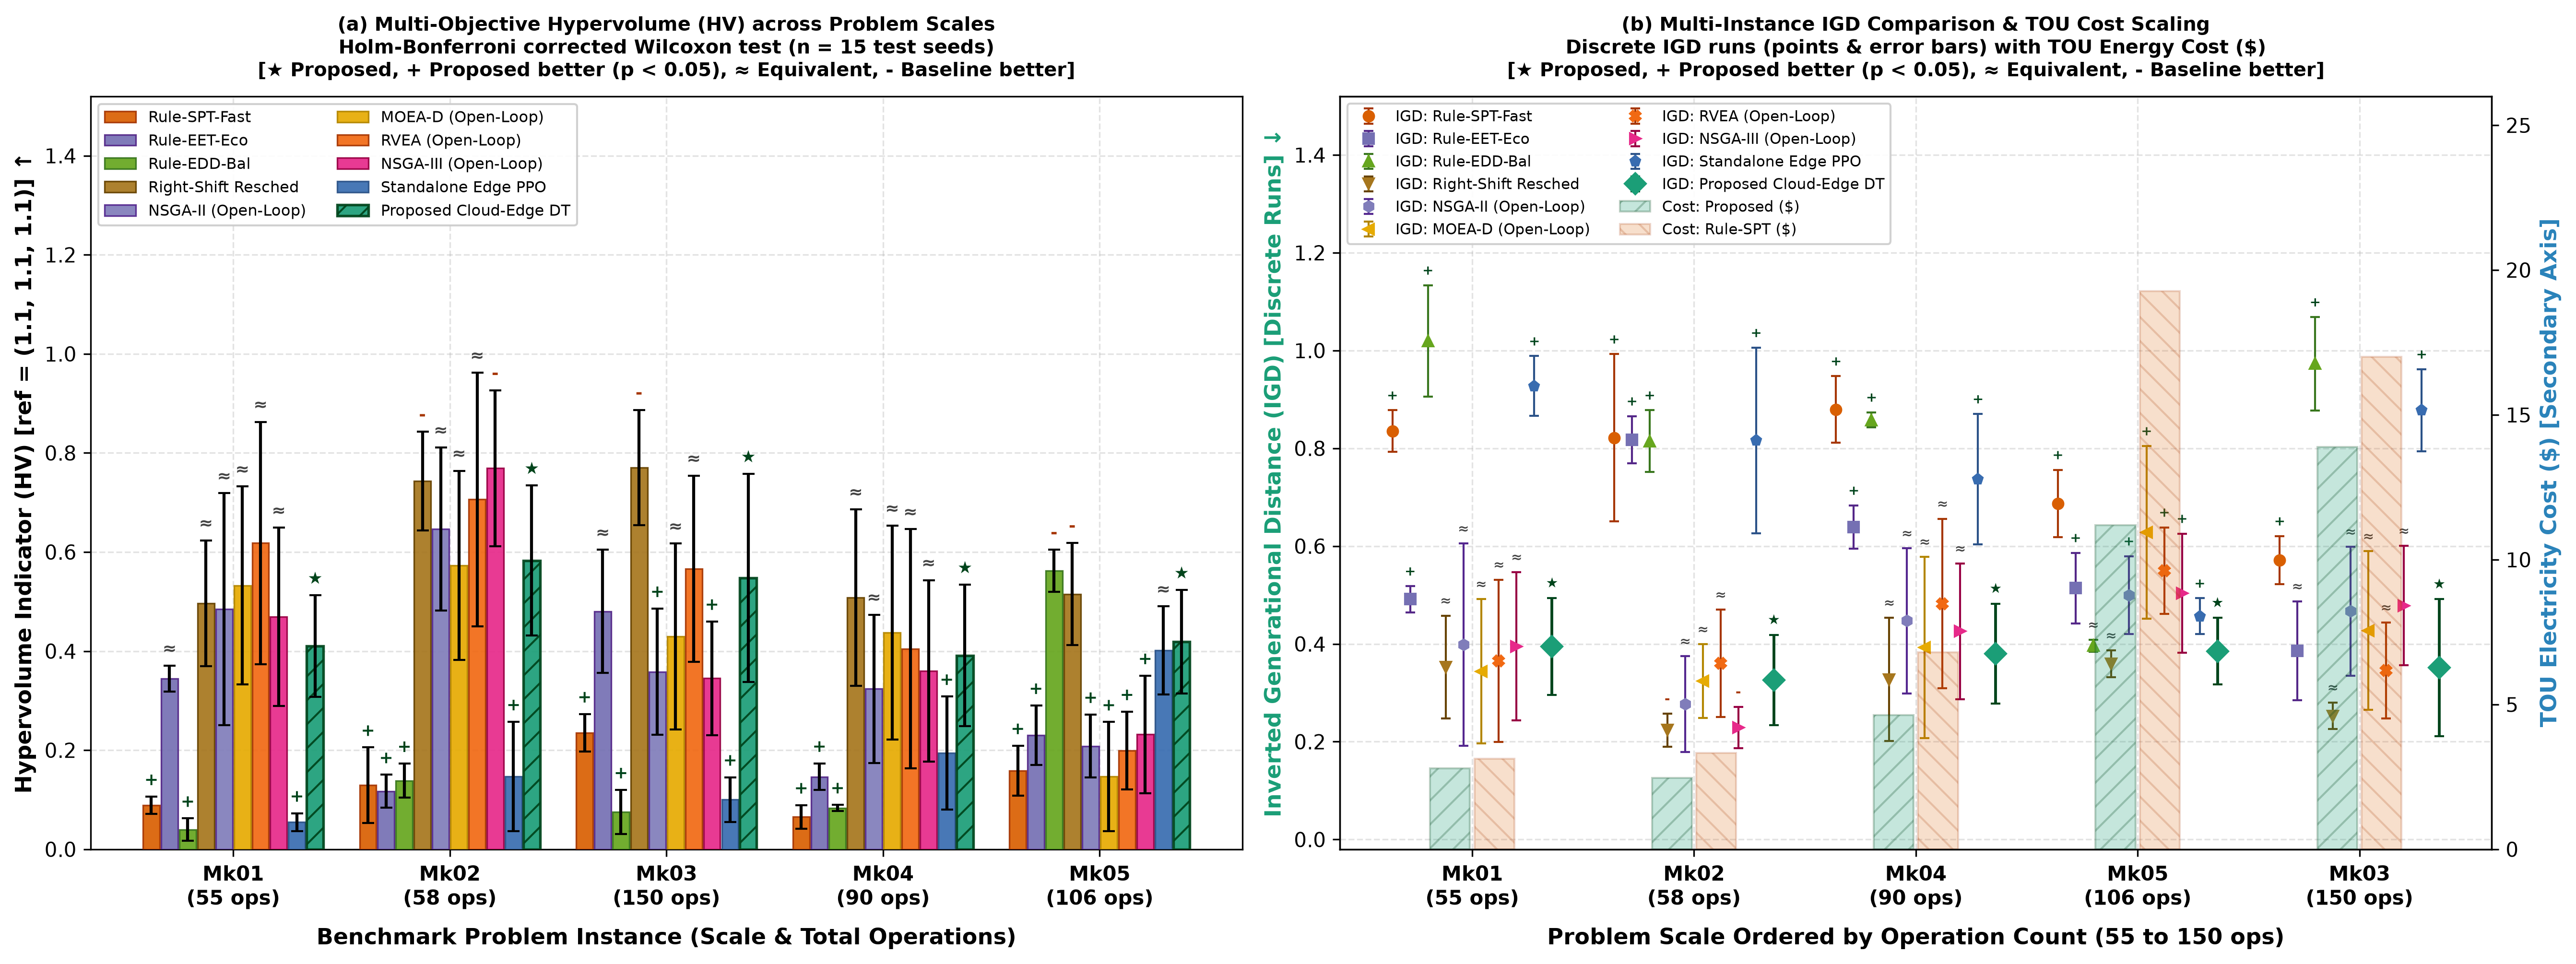 (a) Multi-Objective Hypervolume (HV) across Problem Scales
Holm-Bonferroni corrected Wilcoxon test (n = 15 test seeds)
[★ Proposed, + Proposed better (p < 0.05), ≈ Equivalent, - Baseline better]
Hypervolume Indicator (HV) [ref = (1.1, 1.1, 1.1)] ↑
1.4
1.2
1.0
0.8
0.6
0.4
0.2
0.0
Rule-SPT-Fast
Rule-EET-Eco
Rule-EDD-Bal
Right-Shift Resched
NSGA-II (Open-Loop)
MOEA-D (Open-Loop)
RVEA (Open-Loop)
NSGA-III (Open-Loop)
Standalone Edge PPO
Proposed Cloud-Edge DT
+ ≈ + ≈ ≈ ≈ ≈ ≈ + ★
+ + + - ≈ ≈ ≈ - + ★
+ ≈ + - + ≈ ≈ + + ★
+ + + ≈ ≈ ≈ ≈ ≈ + ★
+ + - - + + + + ≈ ★
Mk01
(55 ops)
Mk02
(58 ops)
Mk03
(150 ops)
Mk04
(90 ops)
Mk05
(106 ops)
Benchmark Problem Instance (Scale & Total Operations)
(b) Multi-Instance IGD Comparison & TOU Cost Scaling
Discrete IGD runs (points & error bars) with TOU Energy Cost ($)
[★ Proposed, + Proposed better (p < 0.05), ≈ Equivalent, - Baseline better]
Inverted Generational Distance (IGD) [Discrete Runs] ↓
1.4
1.2
1.0
0.8
0.6
0.4
0.2
0.0
IGD: Rule-SPT-Fast
IGD: Rule-EET-Eco
IGD: Rule-EDD-Bal
IGD: Right-Shift Resched
IGD: NSGA-II (Open-Loop)
IGD: MOEA-D (Open-Loop)
IGD: RVEA (Open-Loop)
IGD: NSGA-III (Open-Loop)
IGD: Standalone Edge PPO
IGD: Proposed Cloud-Edge DT
Cost: Proposed ($)
Cost: Rule-SPT ($)
+ + + ≈ ≈ ≈ ≈ ≈ + ★
+ + + - ≈ ≈ ≈ - + ★
+ + + ≈ ≈ ≈ ≈ ≈ + ★
+ + ≈ ≈ + + + + + ★
+ ≈ + ≈ ≈ ≈ ≈ ≈ + ★
Mk01
(55 ops)
Mk02
(58 ops)
Mk04
(90 ops)
Mk05
(106 ops)
Mk03
(150 ops)
Problem Scale Ordered by Operation Count (55 to 150 ops)
25
20
15
10
5
0
TOU Electricity Cost ($) [Secondary Axis]